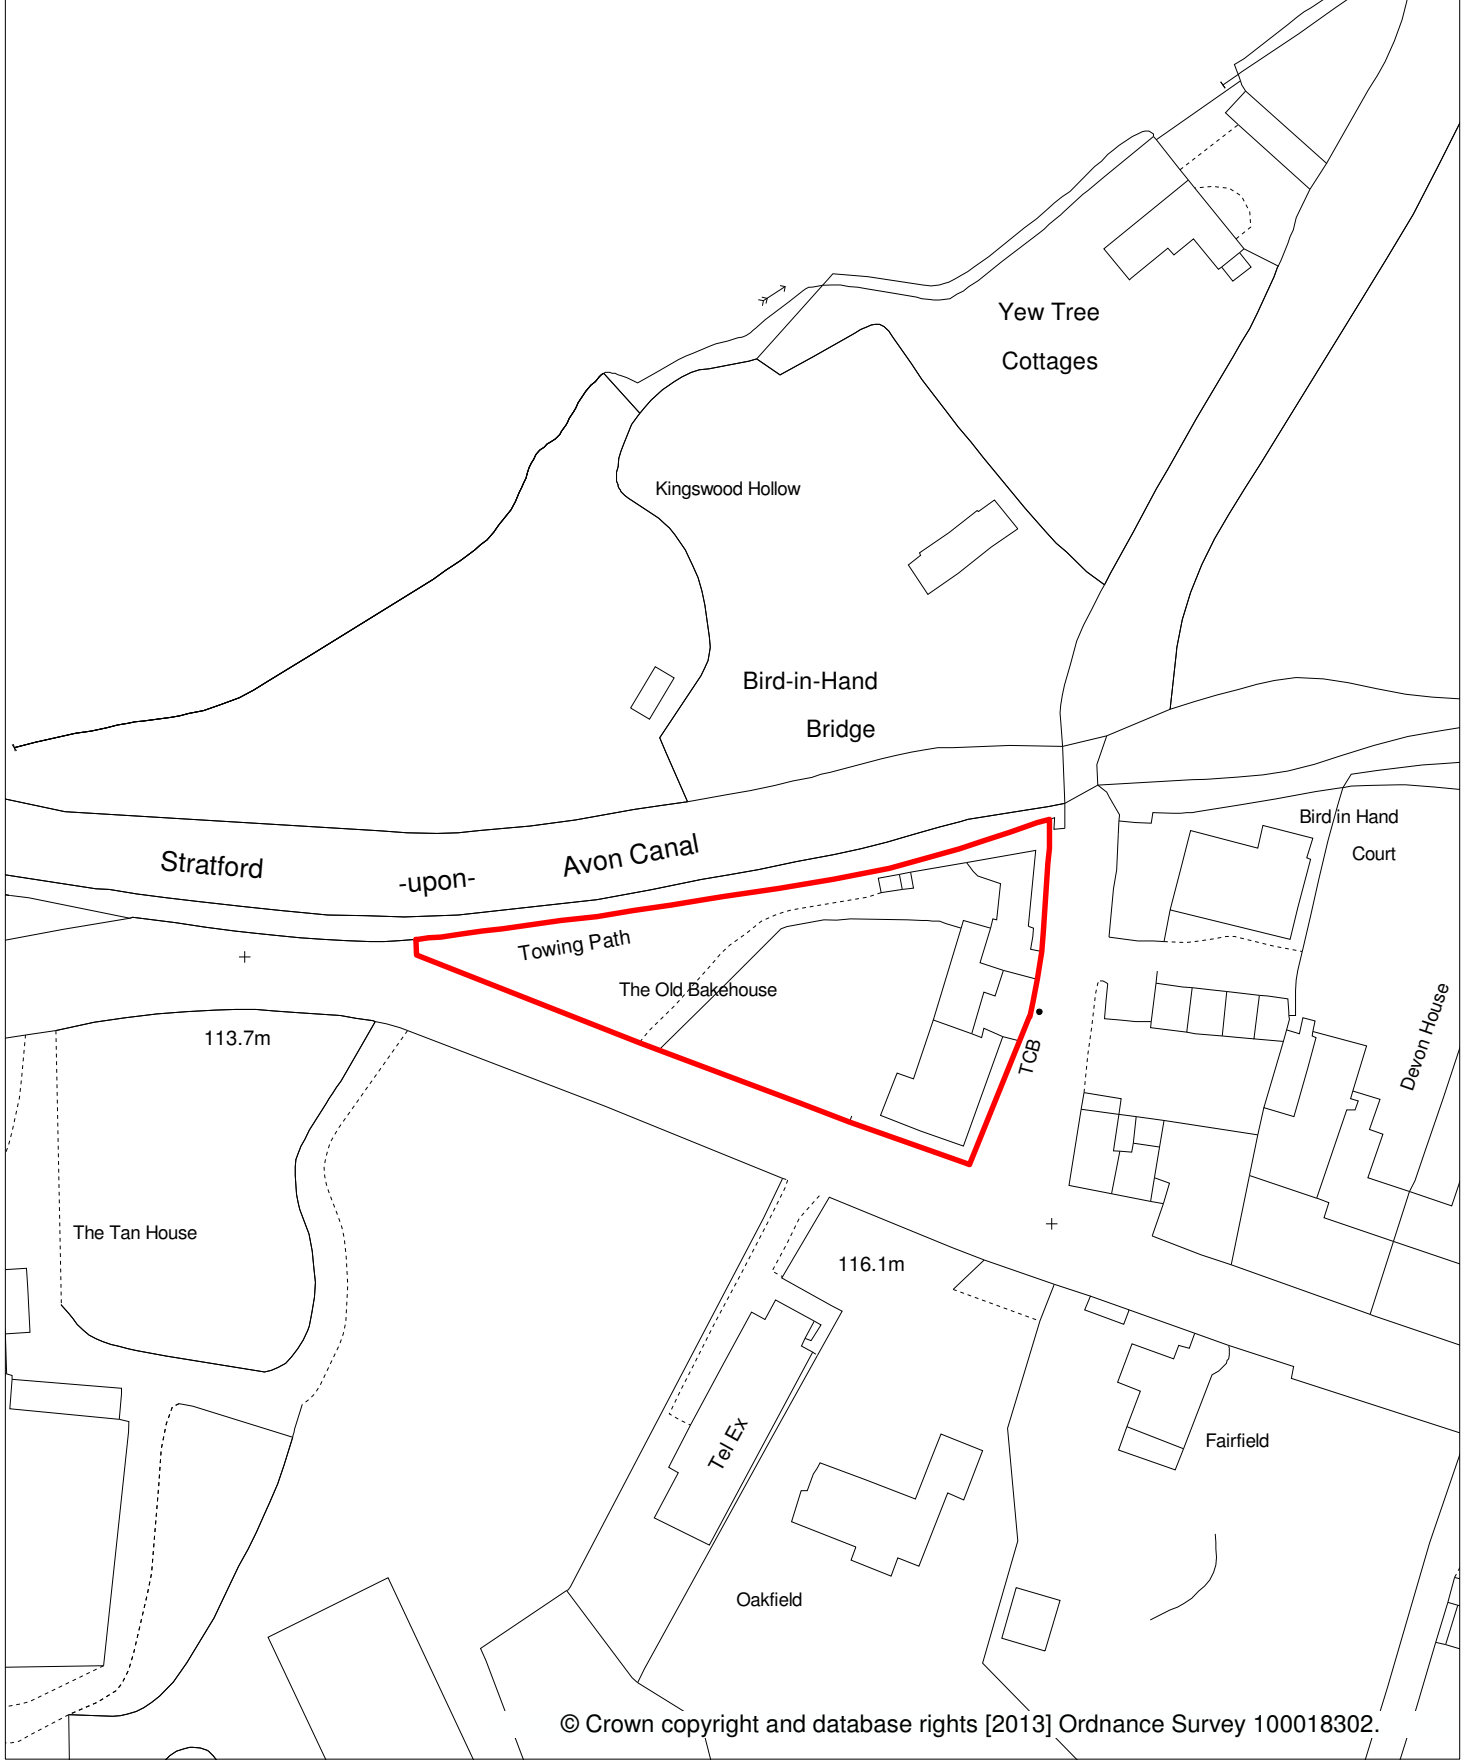 Yew Tree
Cottages
Kingswood Hollow
Bird-in-Hand
Bridge
Bird in Hand
Court
Stratford
-upon-
Avon Canal
Towing Path
The Old Bakehouse
113.7m
TCB
Devon House
The Tan House
116.1m
Tel Ex
Fairfield
Oakfield
© Crown copyright and database rights [2013] Ordnance Survey 100018302.